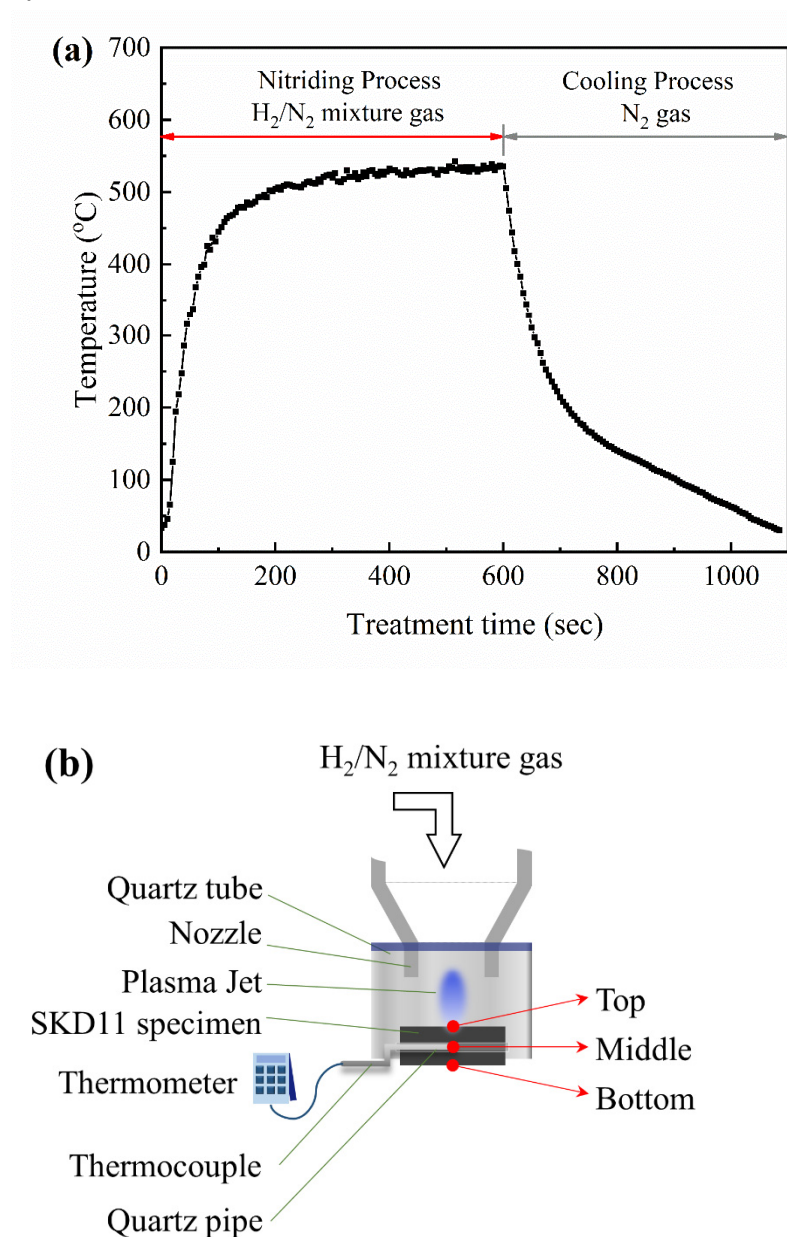 (a)
700
600
500
400
300
200
100
0
Temperature (°C)
Nitriding Process
H₂/N₂ mixture gas
Cooling Process
N₂ gas
0 200 400 600 800 1000
Treatment time (sec)
(b)
H₂/N₂ mixture gas
Quartz tube
Nozzle
Plasma Jet
SKD11 specimen
Thermometer
Thermocouple
Quartz pipe
Top
Middle
Bottom